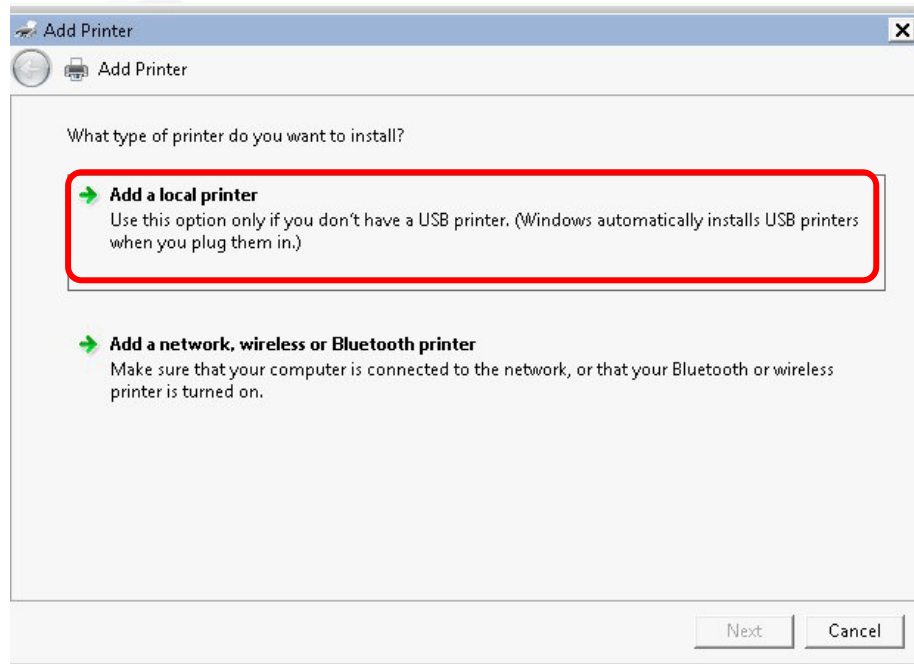 Add Printer
Add Printer
What type of printer do you want to install?
Add a local printer
Use this option only if you don't have a USB printer. (Windows automatically installs USB printers
when you plug them in.)
Add a network, wireless or Bluetooth printer
Make sure that your computer is connected to the network, or that your Bluetooth or wireless
printer is turned on.
Next Cancel